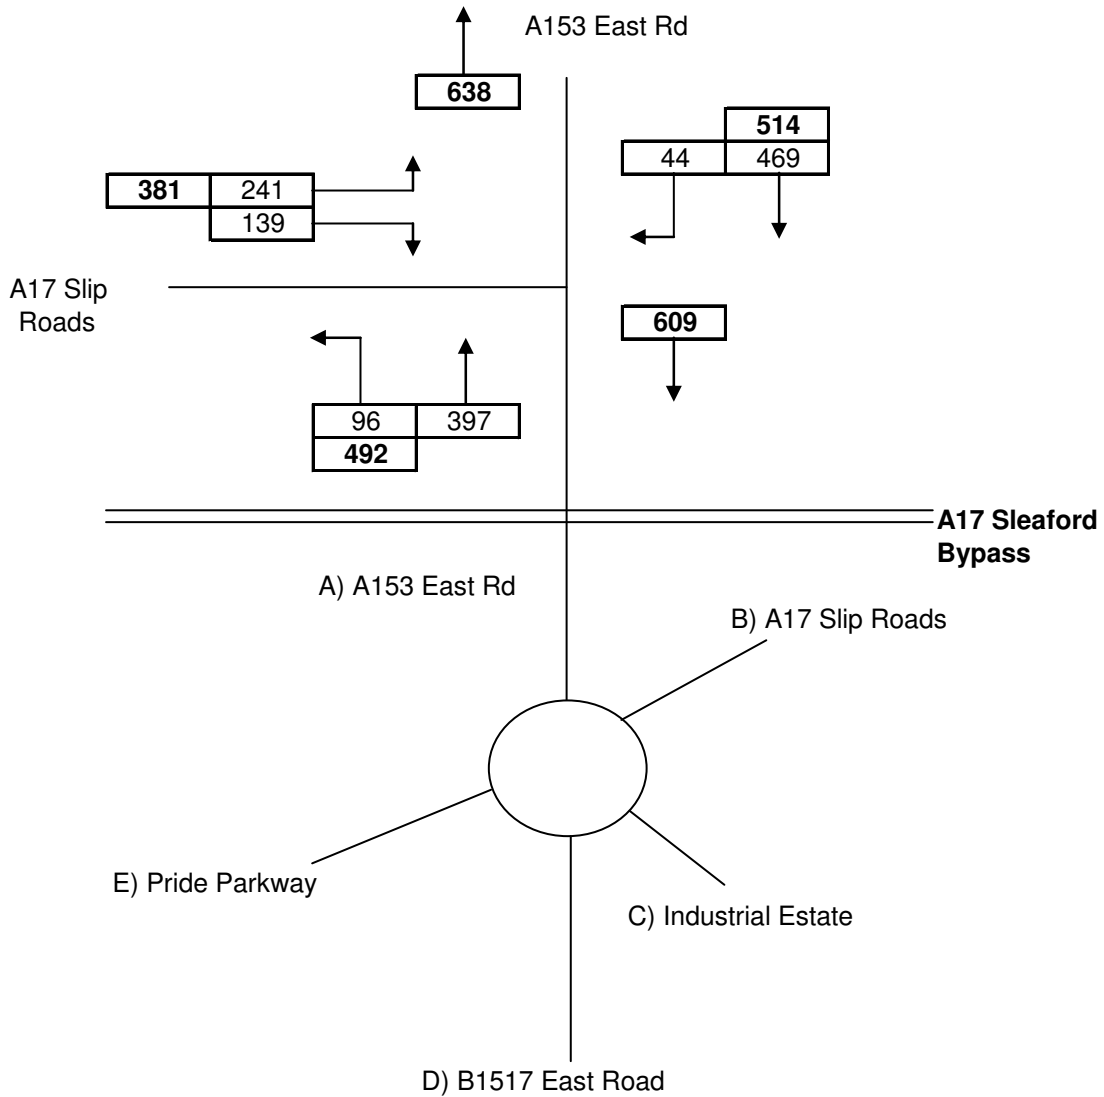 A153 East Rd
638
514
44 469
381 241
139
A17 Slip
Roads
609
96 397
492
A17 Sleaford
Bypass
A) A153 East Rd
B) A17 Slip Roads
E) Pride Parkway
C) Industrial Estate
D) B1517 East Road